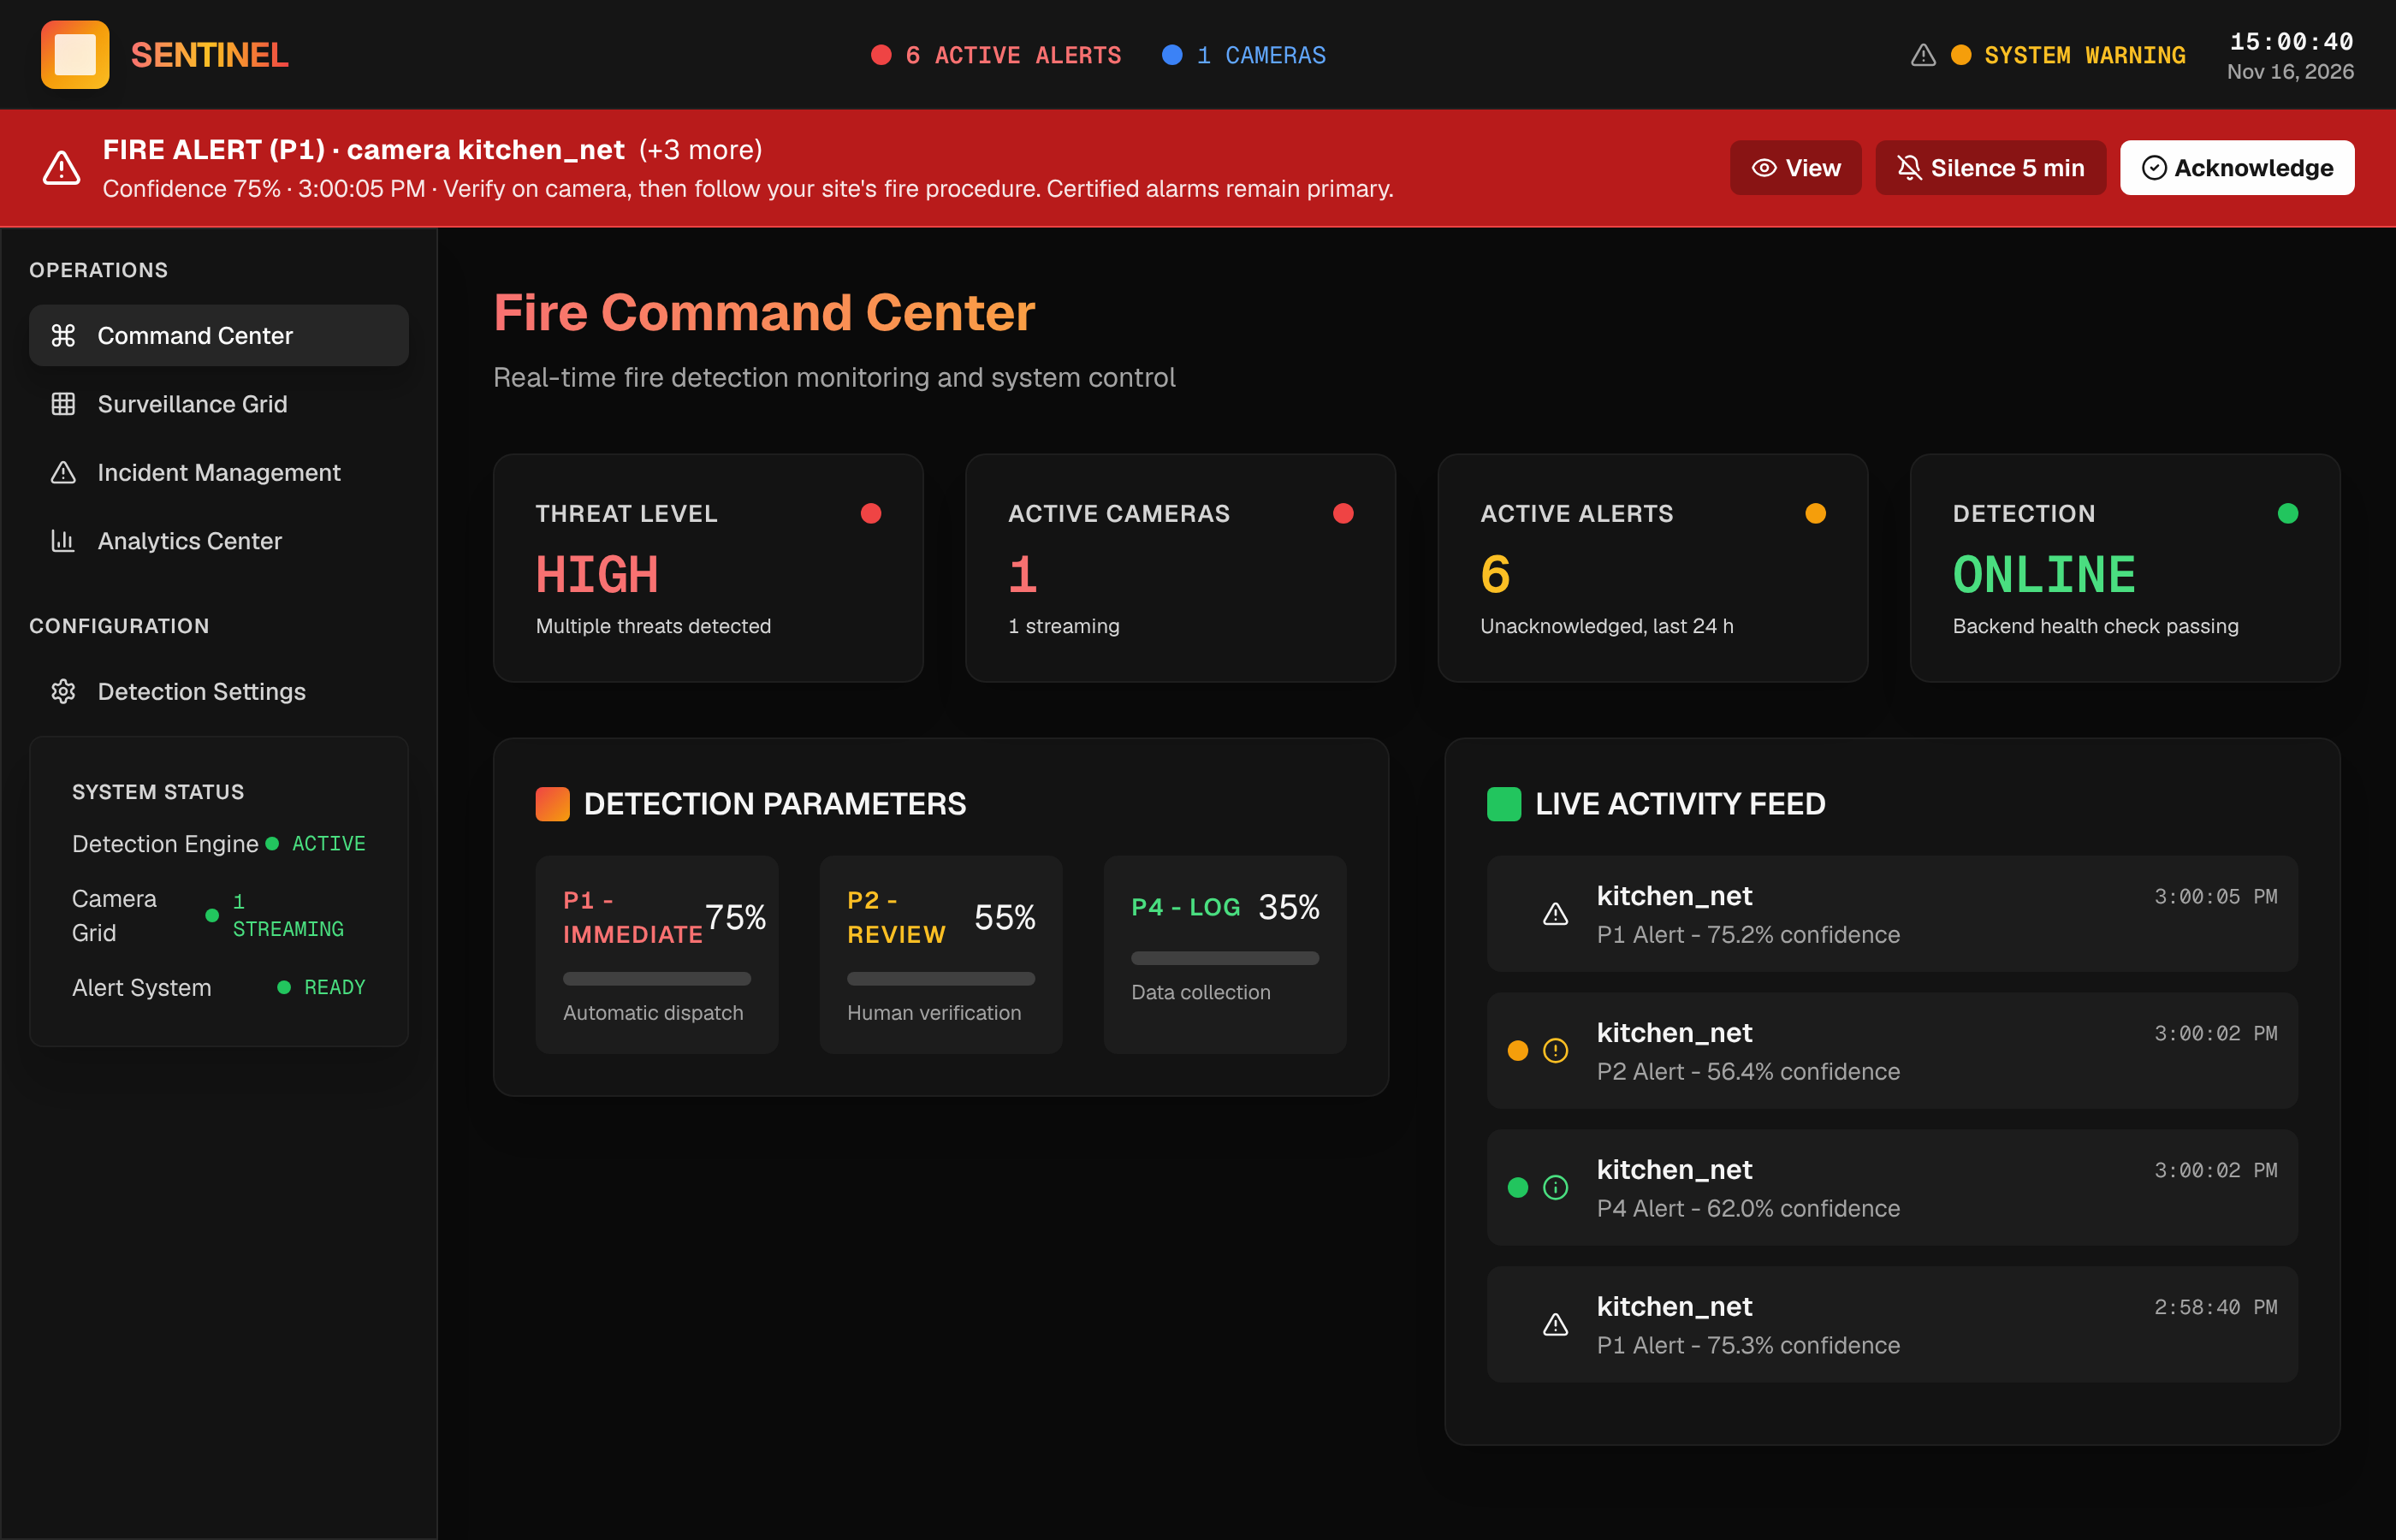 SENTINEL
6 ACTIVE ALERTS
1 CAMERAS
SYSTEM WARNING
15:00:40
Nov 16, 2026
FIRE ALERT (P1) · camera kitchen_net (+3 more)
Confidence 75% · 3:00:05 PM · Verify on camera, then follow your site's fire procedure. Certified alarms remain primary.
View
Silence 5 min
Acknowledge
OPERATIONS
Command Center
Surveillance Grid
Incident Management
Analytics Center
CONFIGURATION
Detection Settings
SYSTEM STATUS
Detection Engine
ACTIVE
Camera
Grid
1
STREAMING
Alert System
READY
Fire Command Center
Real-time fire detection monitoring and system control
THREAT LEVEL
HIGH
Multiple threats detected
ACTIVE CAMERAS
1
1 streaming
ACTIVE ALERTS
6
Unacknowledged, last 24 h
DETECTION
ONLINE
Backend health check passing
DETECTION PARAMETERS
P1 -
IMMEDIATE
75%
Automatic dispatch
P2 -
REVIEW
55%
Human verification
P4 - LOG
35%
Data collection
LIVE ACTIVITY FEED
kitchen_net
3:00:05 PM
P1 Alert - 75.2% confidence
kitchen_net
3:00:02 PM
P2 Alert - 56.4% confidence
kitchen_net
3:00:02 PM
P4 Alert - 62.0% confidence
kitchen_net
2:58:40 PM
P1 Alert - 75.3% confidence